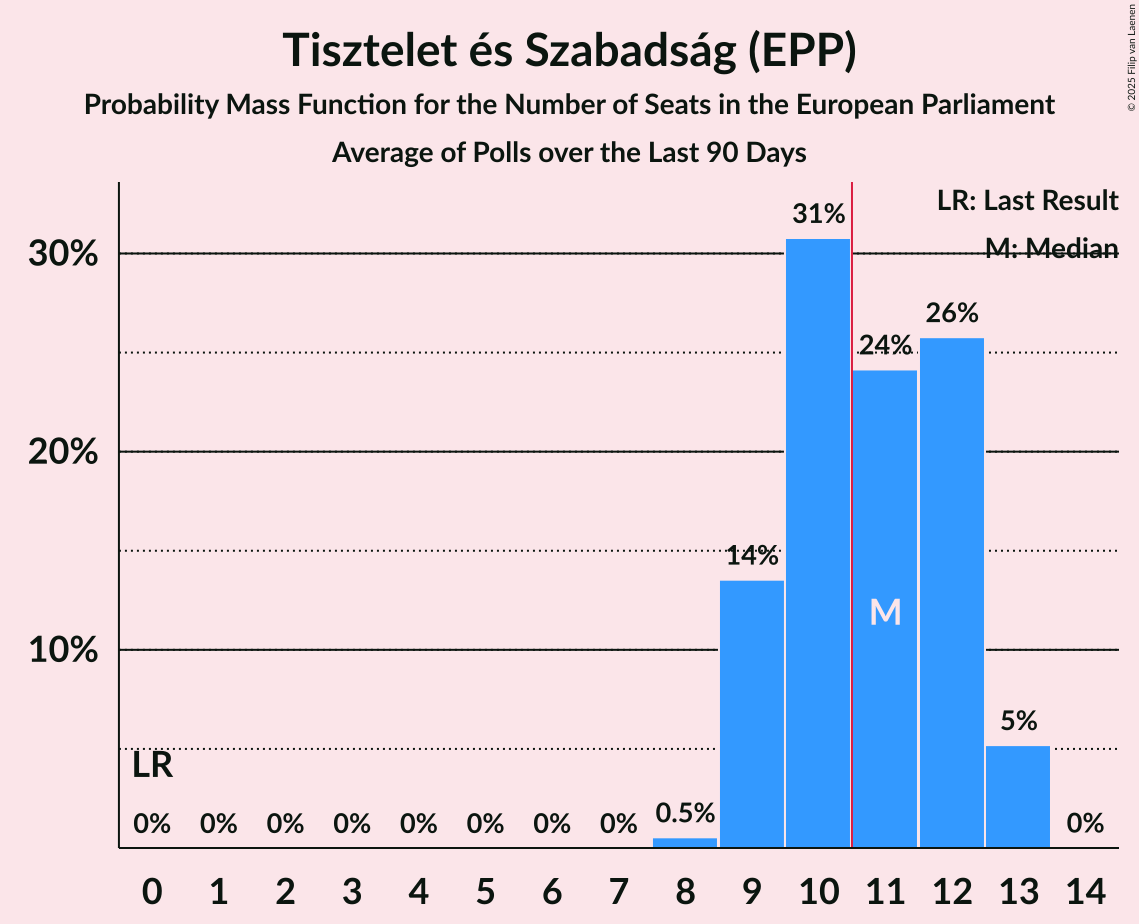 Tisztelet és Szabadság (EPP)
Probability Mass Function for the Number of Seats in the European Parliament
Average of Polls over the Last 90 Days
© 2025 Filip van Laenen
LR: Last Result
M: Median
30%
20%
10%
LR
0% 0% 0% 0% 0% 0% 0% 0% 0.5% 14% 31% 24% 26% 5% 0%
M
0 1 2 3 4 5 6 7 8 9 10 11 12 13 14